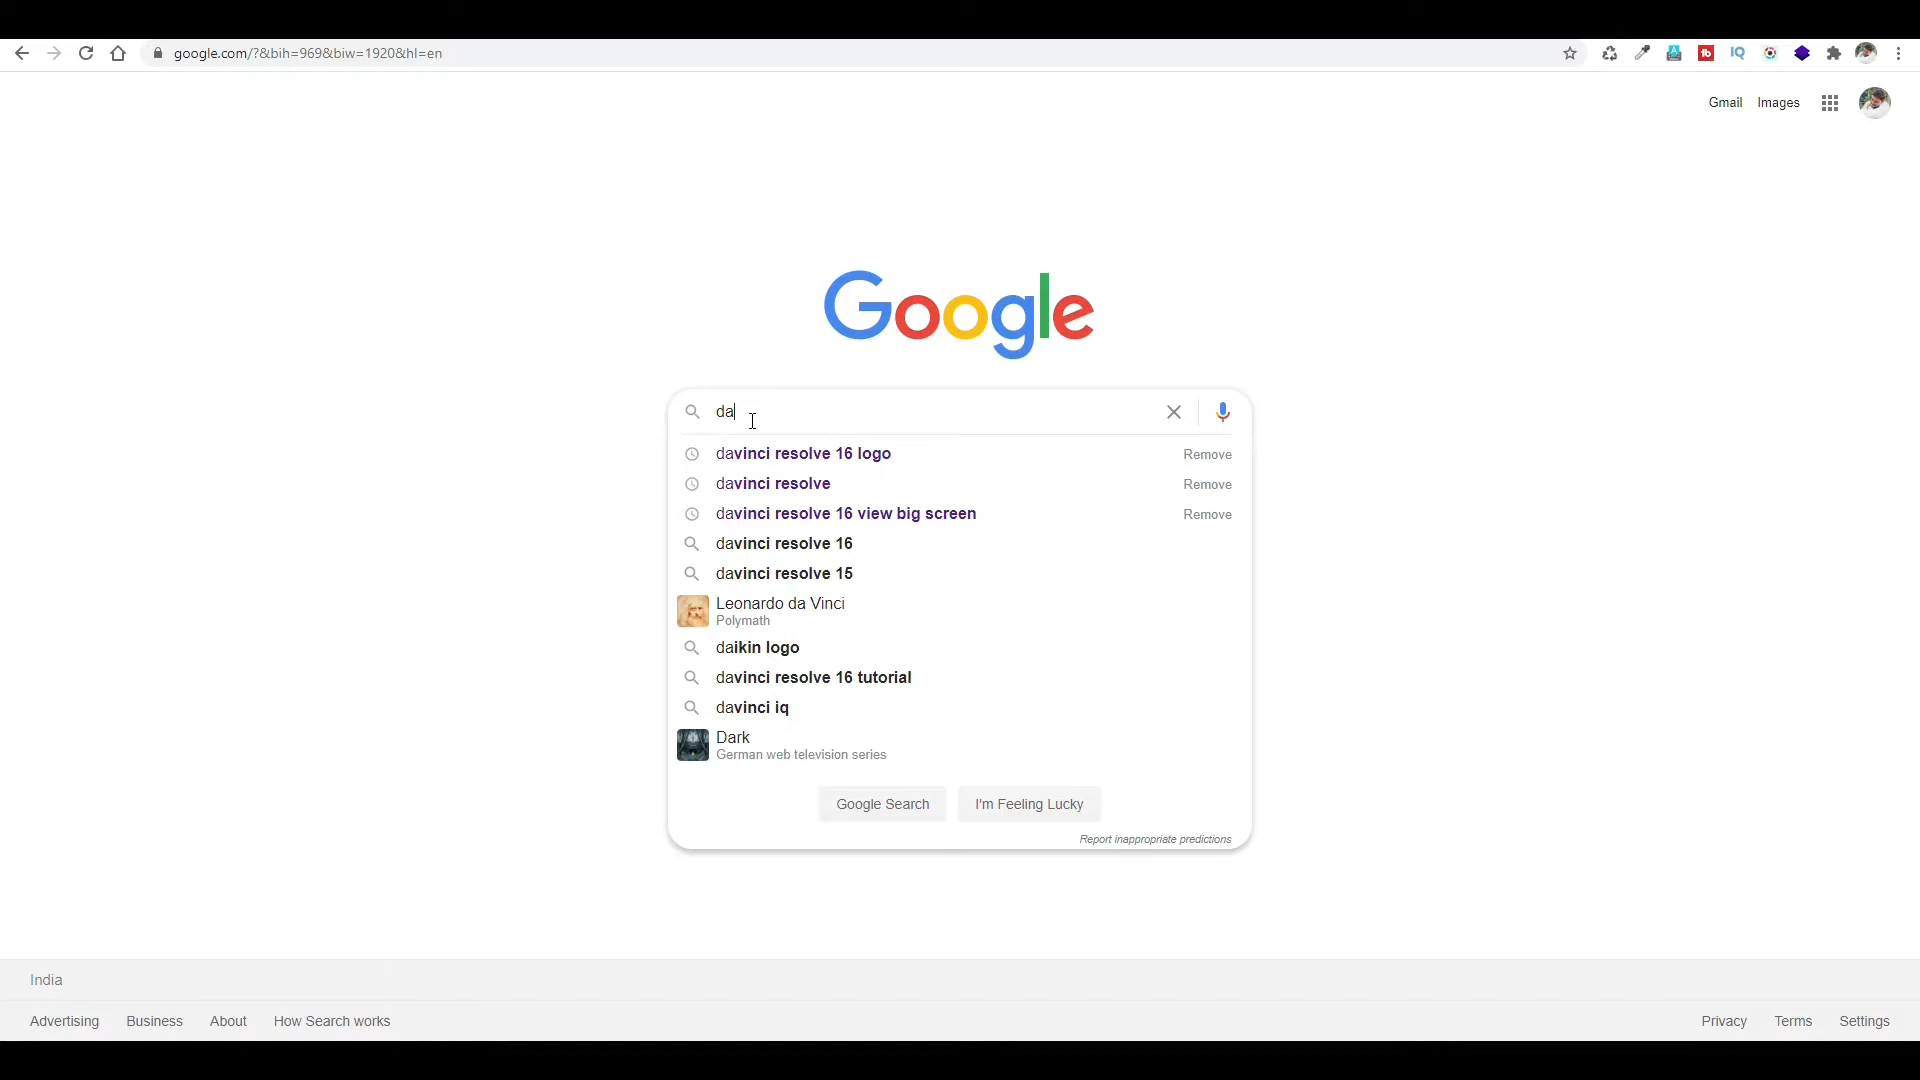 google.com/?&bih=969&biw=1920&hl=en
Gmail Images
Google
da
davinci resolve 16 logo Remove
davinci resolve Remove
davinci resolve 16 view big screen Remove
davinci resolve 16
davinci resolve 15
Leonardo da Vinci
Polymath
daikin logo
davinci resolve 16 tutorial
davinci iq
Dark
German web television series
Google Search I'm Feeling Lucky
Report inappropriate predictions
India
Advertising Business About How Search works Privacy Terms Settings